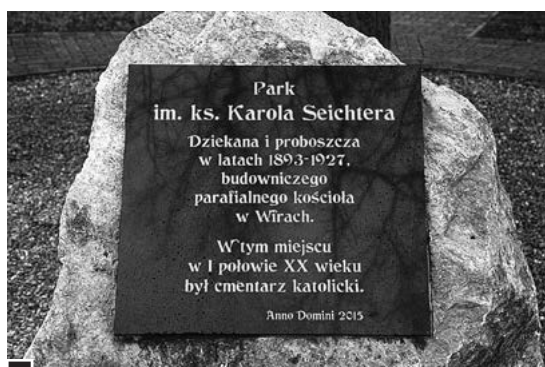 Park
im. ks. Karola Seichtera
Dziekana i proboszcza
w latach 1893-1927,
budowniczego
parafialnego kościoła
w Wirach.
W tym miejscu
w I połowie XX wieku
był cmentarz katolicki.
Anno Domini 2015